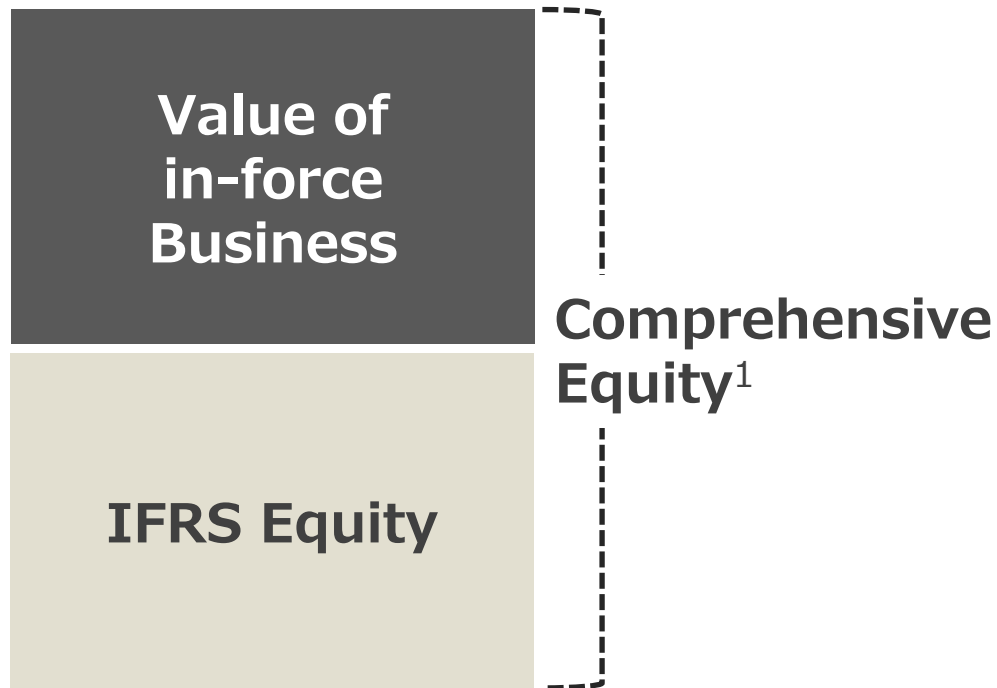 Value of
in-force
Business
Comprehensive
Equity¹
IFRS Equity